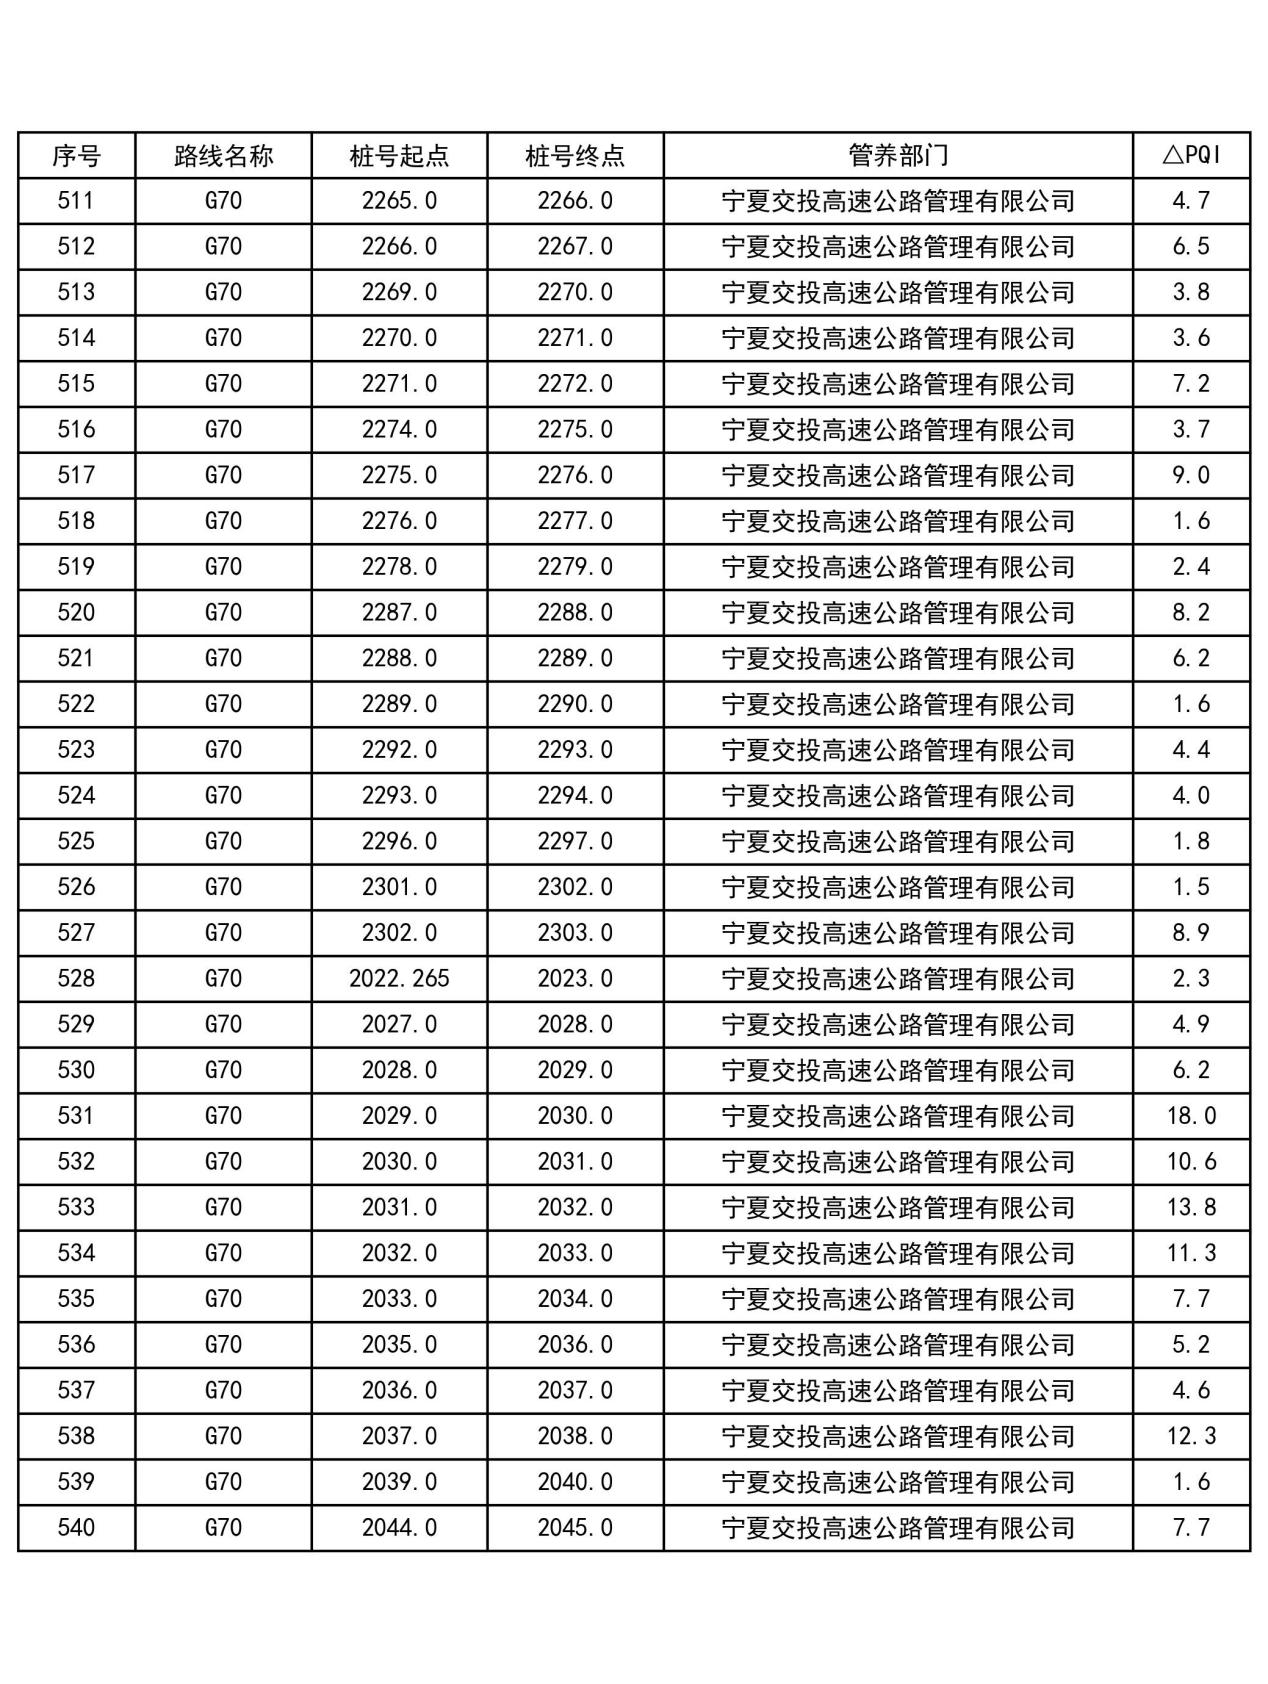 序号 路线名称 桩号起点 桩号终点 管养部门 △PQI
511 G70 2265.0 2266.0 宁夏交投高速公路管理有限公司 4.7
512 G70 2266.0 2267.0 宁夏交投高速公路管理有限公司 6.5
513 G70 2269.0 2270.0 宁夏交投高速公路管理有限公司 3.8
514 G70 2270.0 2271.0 宁夏交投高速公路管理有限公司 3.6
515 G70 2271.0 2272.0 宁夏交投高速公路管理有限公司 7.2
516 G70 2274.0 2275.0 宁夏交投高速公路管理有限公司 3.7
517 G70 2275.0 2276.0 宁夏交投高速公路管理有限公司 9.0
518 G70 2276.0 2277.0 宁夏交投高速公路管理有限公司 1.6
519 G70 2278.0 2279.0 宁夏交投高速公路管理有限公司 2.4
520 G70 2287.0 2288.0 宁夏交投高速公路管理有限公司 8.2
521 G70 2288.0 2289.0 宁夏交投高速公路管理有限公司 6.2
522 G70 2289.0 2290.0 宁夏交投高速公路管理有限公司 1.6
523 G70 2292.0 2293.0 宁夏交投高速公路管理有限公司 4.4
524 G70 2293.0 2294.0 宁夏交投高速公路管理有限公司 4.0
525 G70 2296.0 2297.0 宁夏交投高速公路管理有限公司 1.8
526 G70 2301.0 2302.0 宁夏交投高速公路管理有限公司 1.5
527 G70 2302.0 2303.0 宁夏交投高速公路管理有限公司 8.9
528 G70 2022.265 2023.0 宁夏交投高速公路管理有限公司 2.3
529 G70 2027.0 2028.0 宁夏交投高速公路管理有限公司 4.9
530 G70 2028.0 2029.0 宁夏交投高速公路管理有限公司 6.2
531 G70 2029.0 2030.0 宁夏交投高速公路管理有限公司 18.0
532 G70 2030.0 2031.0 宁夏交投高速公路管理有限公司 10.6
533 G70 2031.0 2032.0 宁夏交投高速公路管理有限公司 13.8
534 G70 2032.0 2033.0 宁夏交投高速公路管理有限公司 11.3
535 G70 2033.0 2034.0 宁夏交投高速公路管理有限公司 7.7
536 G70 2035.0 2036.0 宁夏交投高速公路管理有限公司 5.2
537 G70 2036.0 2037.0 宁夏交投高速公路管理有限公司 4.6
538 G70 2037.0 2038.0 宁夏交投高速公路管理有限公司 12.3
539 G70 2039.0 2040.0 宁夏交投高速公路管理有限公司 1.6
540 G70 2044.0 2045.0 宁夏交投高速公路管理有限公司 7.7